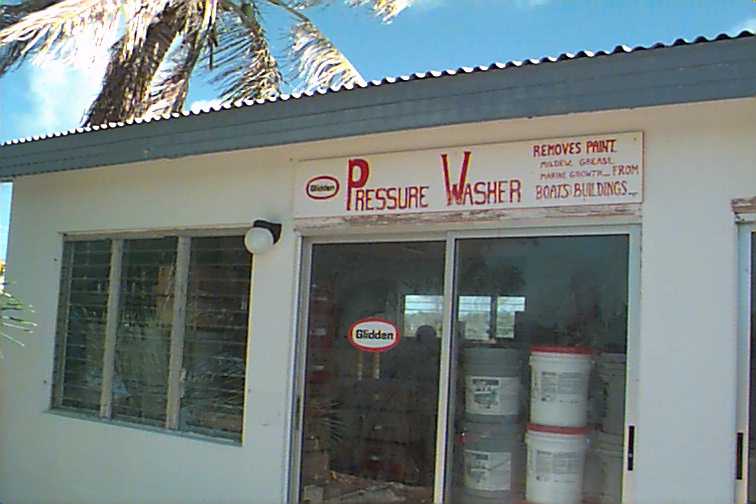 Glidden
PRESSURE WASHER
REMOVES PAINT.
MILDEW, GREASE,
MARINE GROWTH... FROM
BOATS BUILDINGS...
Glidden